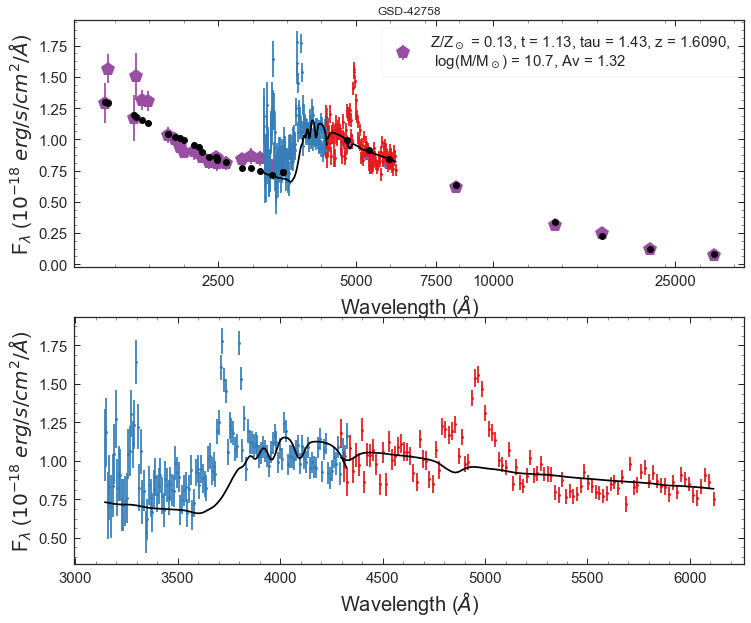 GSD-42758
Z/Z⊙ = 0.13, t = 1.13, tau = 1.43, z = 1.6090,
log(M/M⊙) = 10.7, Av = 1.32
1.75
1.50
1.25
1.00
0.75
0.50
0.25
0.00
Fλ (10⁻¹⁸ erg/s/cm²/Å)
2500 5000 7500 10000 25000
Wavelength (Å)
1.75
1.50
1.25
1.00
0.75
0.50
Fλ (10⁻¹⁸ erg/s/cm²/Å)
3000 3500 4000 4500 5000 5500 6000
Wavelength (Å)